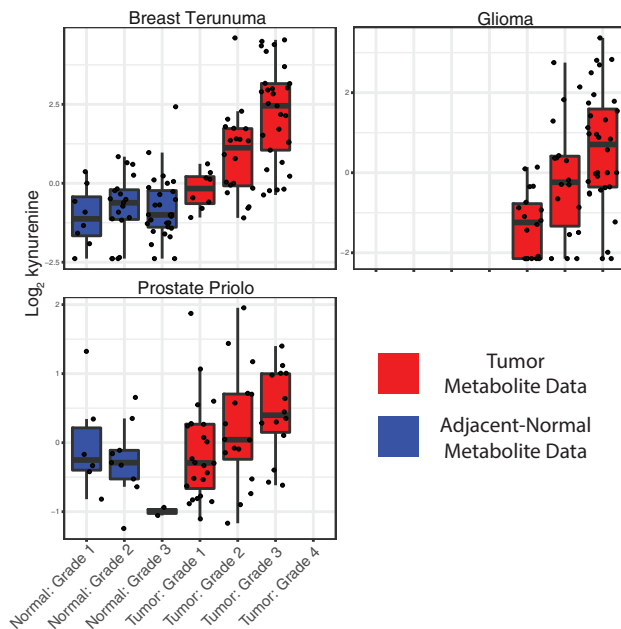 Breast Terunuma
Glioma
2.5
0.0
-2.5
2
0
−2
Log2 kynurenine
Prostate Priolo
2
1
0
−1
Normal: Grade 1
Normal: Grade 2
Normal: Grade 3
Tumor: Grade 1
Tumor: Grade 2
Tumor: Grade 3
Tumor: Grade 4
Tumor
Metabolite Data
Adjacent-Normal
Metabolite Data